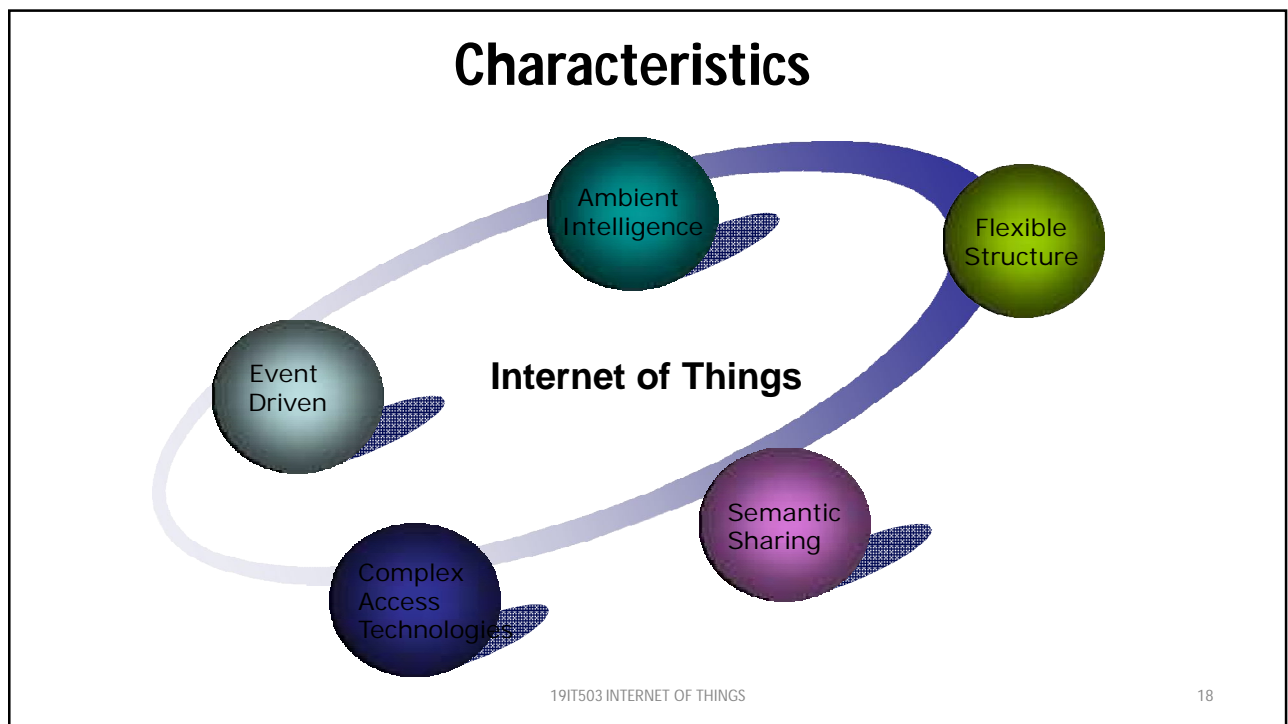 Characteristics
Ambient
Intelligence
Flexible
Structure
Event
Driven
Internet of Things
Semantic
Sharing
Complex
Access
Technologies
19IT503 INTERNET OF THINGS
18